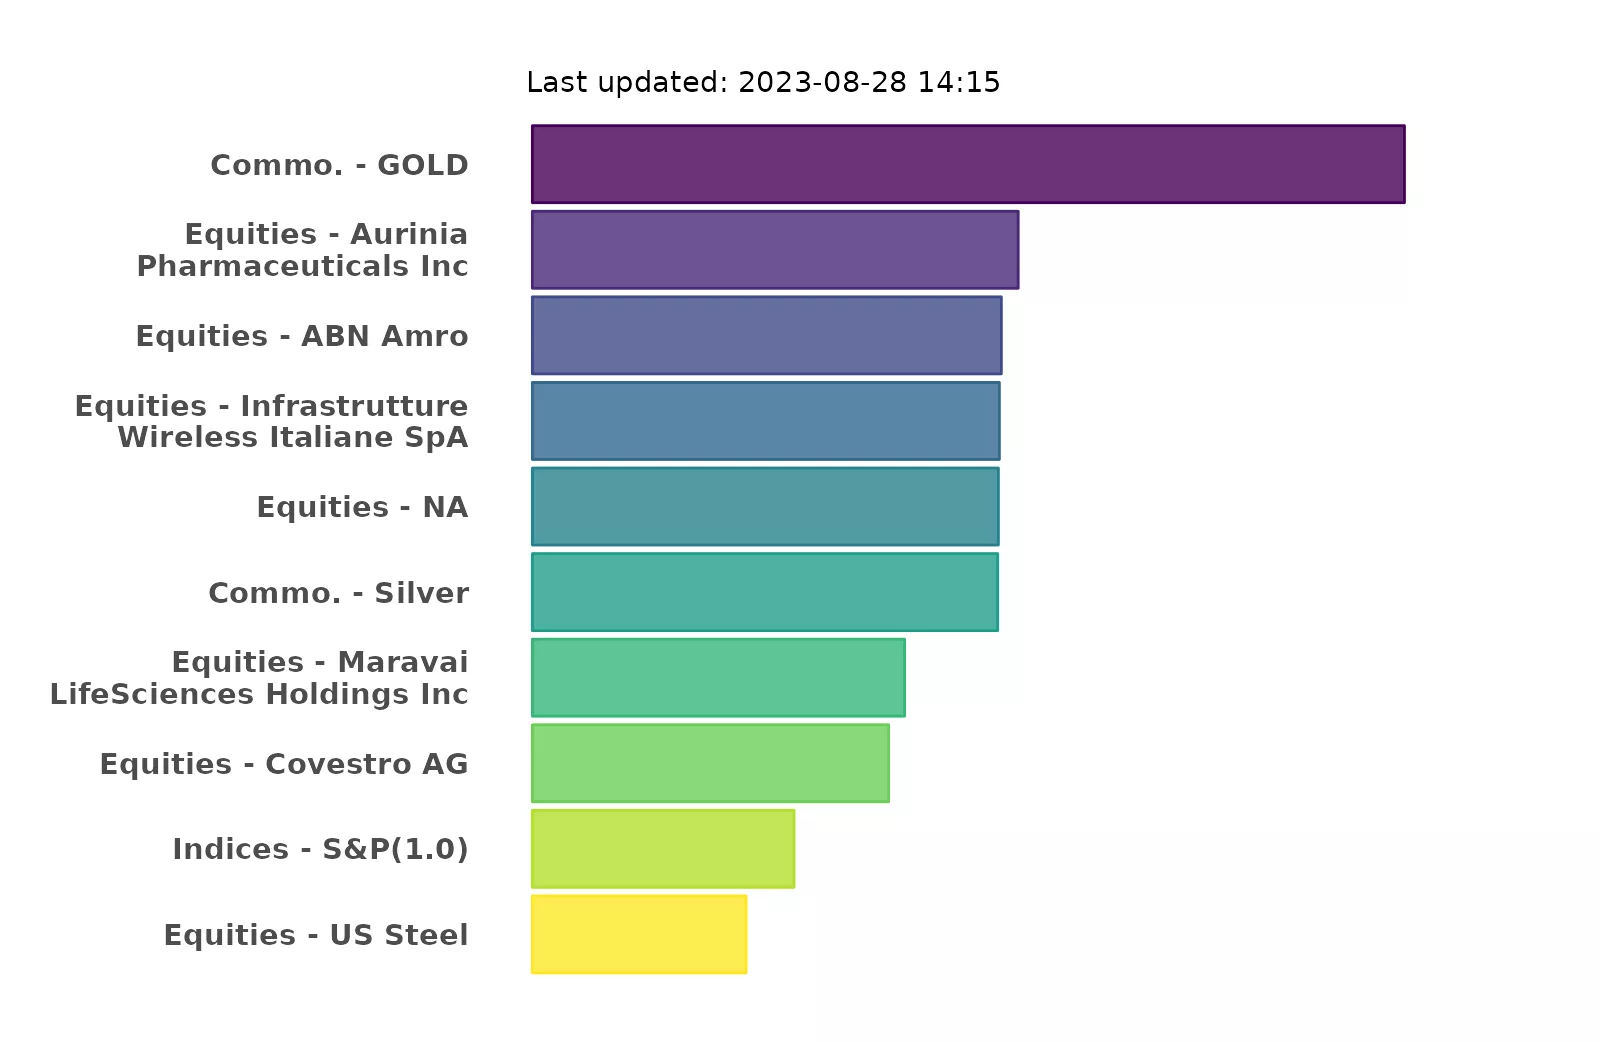 Last updated: 2023-08-28 14:15
Commo. - GOLD
Equities - Aurinia
Pharmaceuticals Inc
Equities - ABN Amro
Equities - Infrastrutture
Wireless Italiane SpA
Equities - NA
Commo. - Silver
Equities - Maravai
LifeSciences Holdings Inc
Equities - Covestro AG
Indices - S&P(1.0)
Equities - US Steel